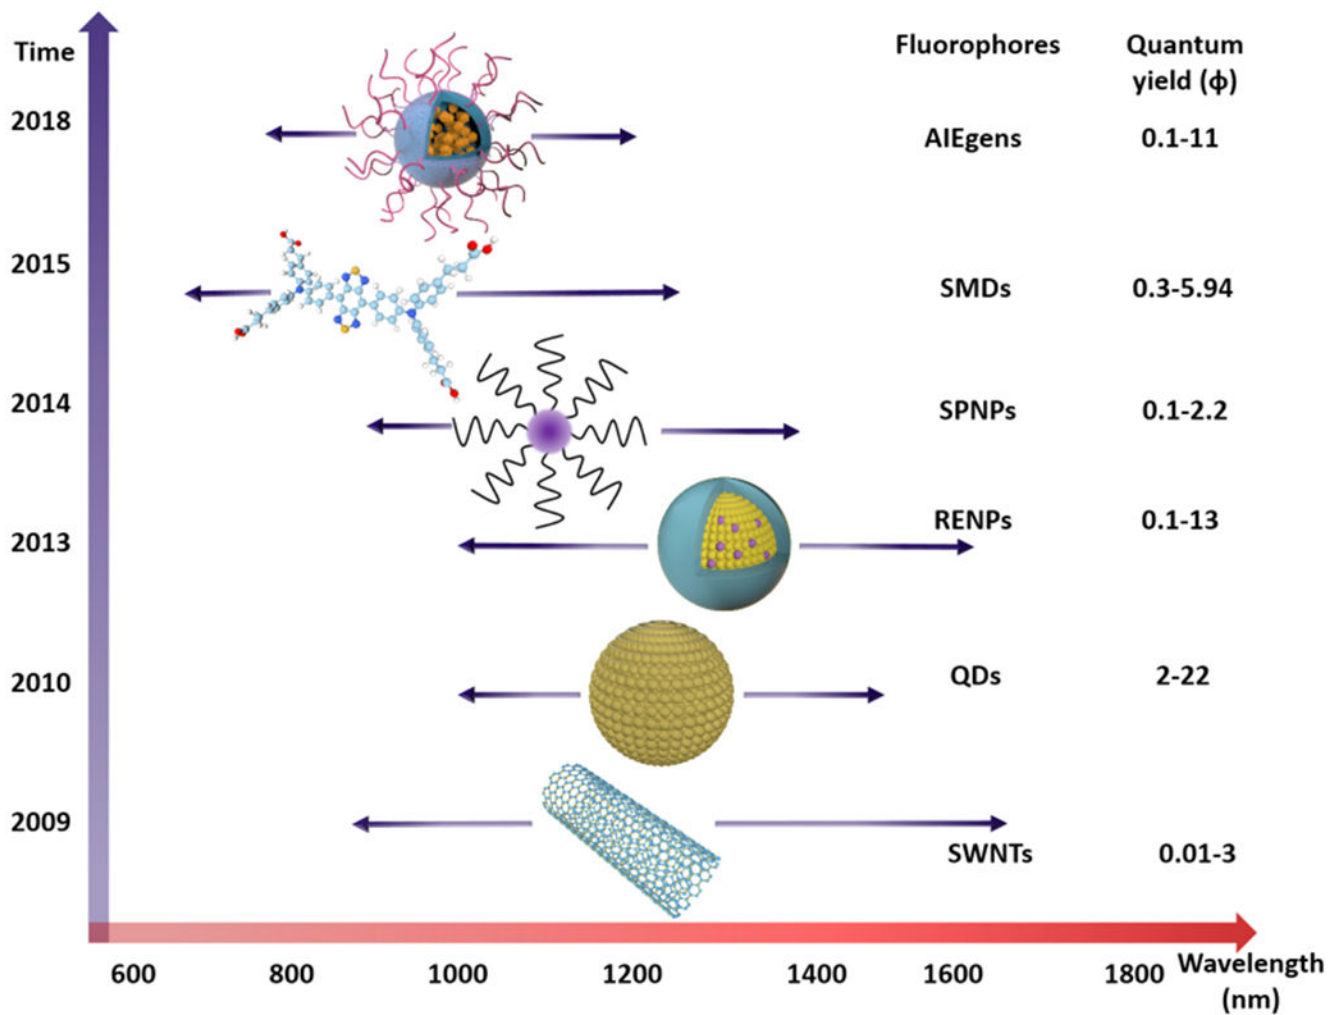 Time
Fluorophores
Quantum
yield (ϕ)
2018
AIEgens
0.1-11
2015
SMDs
0.3-5.94
2014
SPNPs
0.1-2.2
2013
RENPs
0.1-13
2010
QDs
2-22
2009
SWNTs
0.01-3
600
800
1000
1200
1400
1600
1800
Wavelength
(nm)